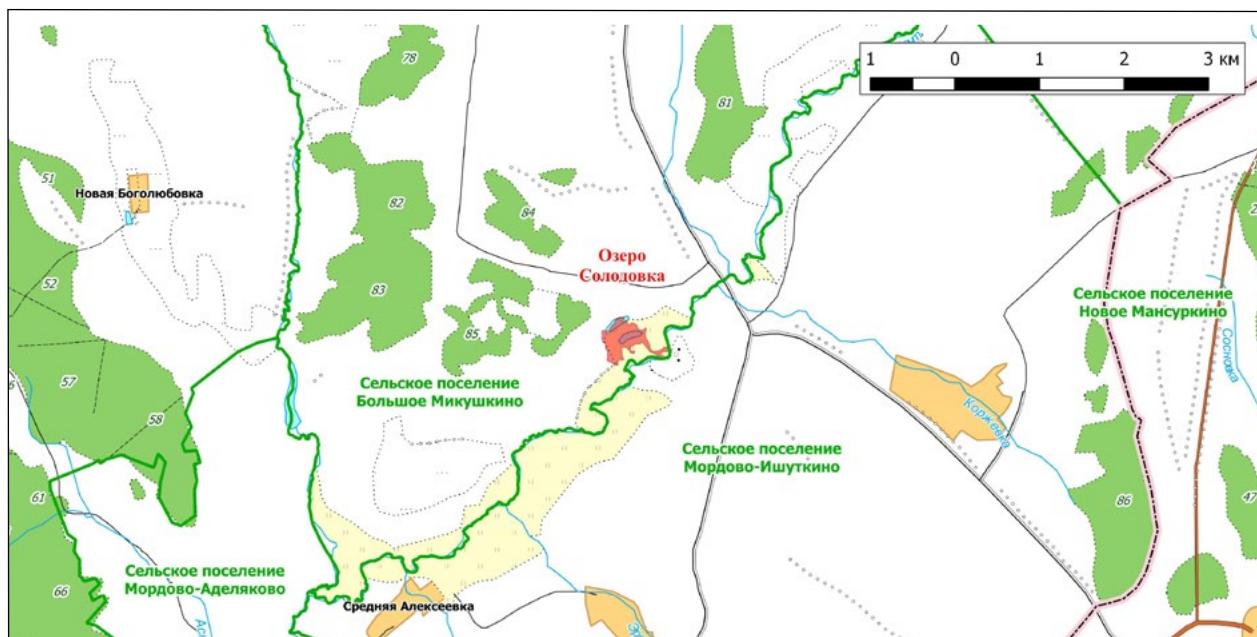 78
81
1 0 1 2 3 км
51
Новая Боголюбовка
82
84
52
Озеро
Солодовка
83
Сельское поселение
Новое Мансуркино
85
57
Сосновка
Сельское поселение
Большое Микушкино
58
Коржевка
Сельское поселение
Мордово-Ишуткино
61
86
47
Сельское поселение
Мордово-Аделяково
66
Средняя Алексеевка